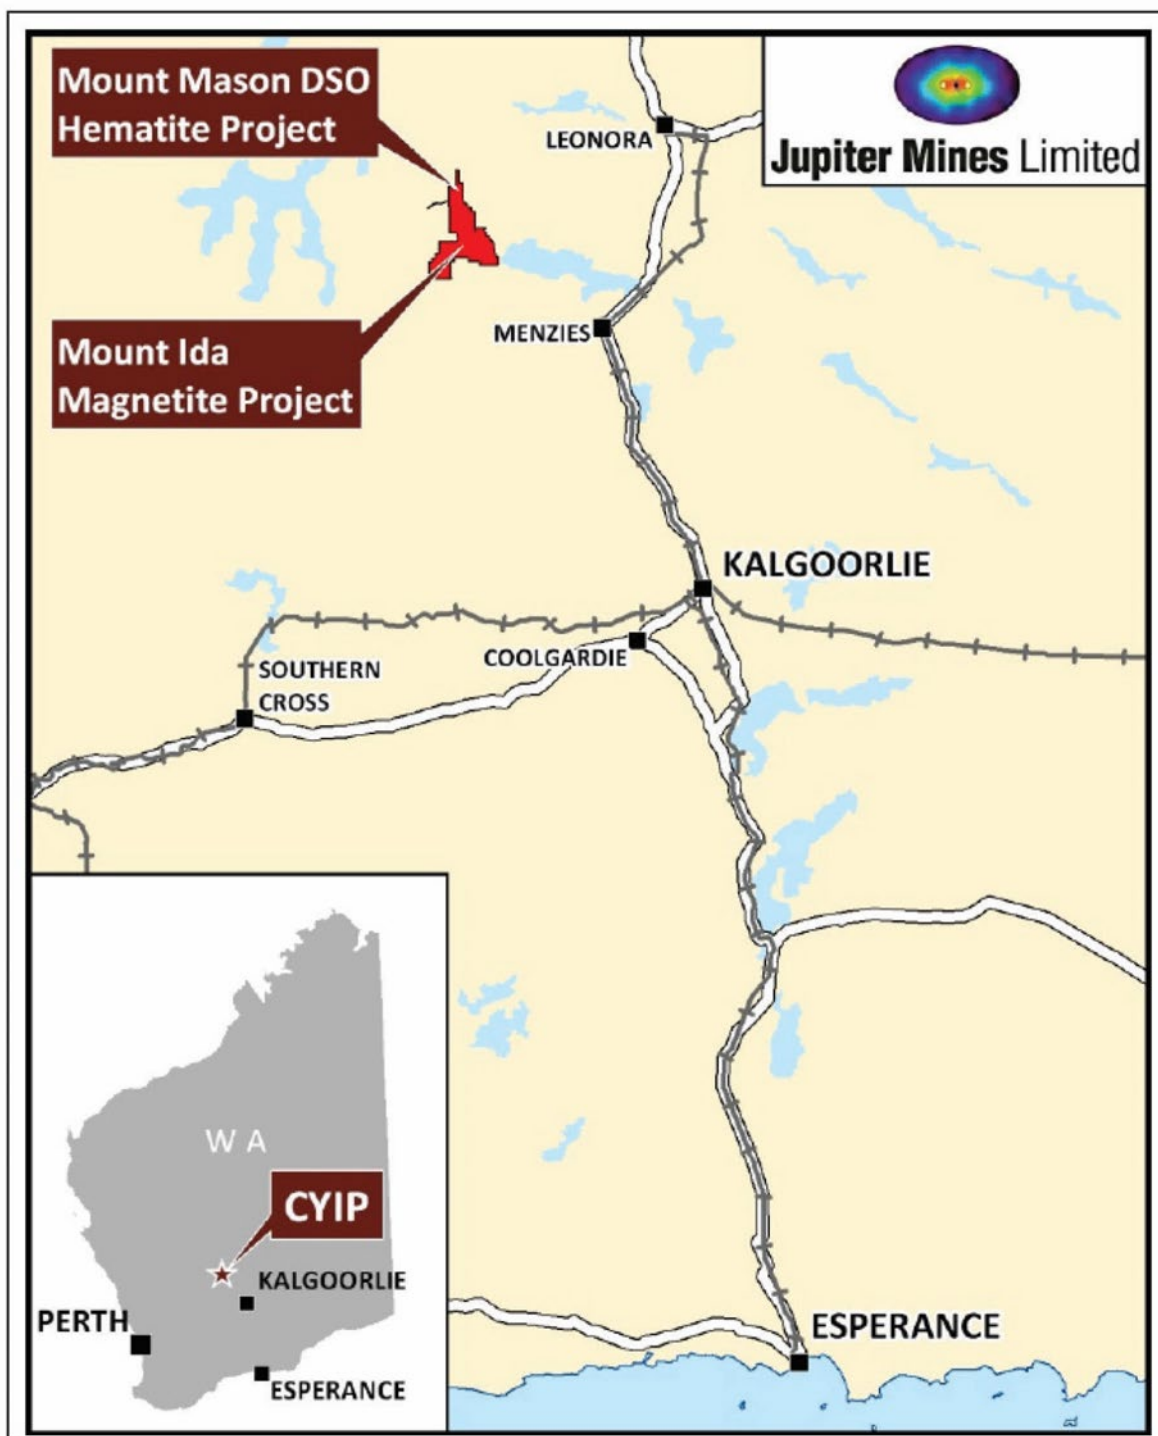 Mount Mason DSO
Hematite Project
Jupiter Mines Limited
LEONORA
Mount Ida
Magnetite Project
MENZIES
KALGOORLIE
COOLGARDIE
SOUTHERN
CROSS
W A
CYIP
KALGOORLIE
PERTH
ESPERANCE
ESPERANCE